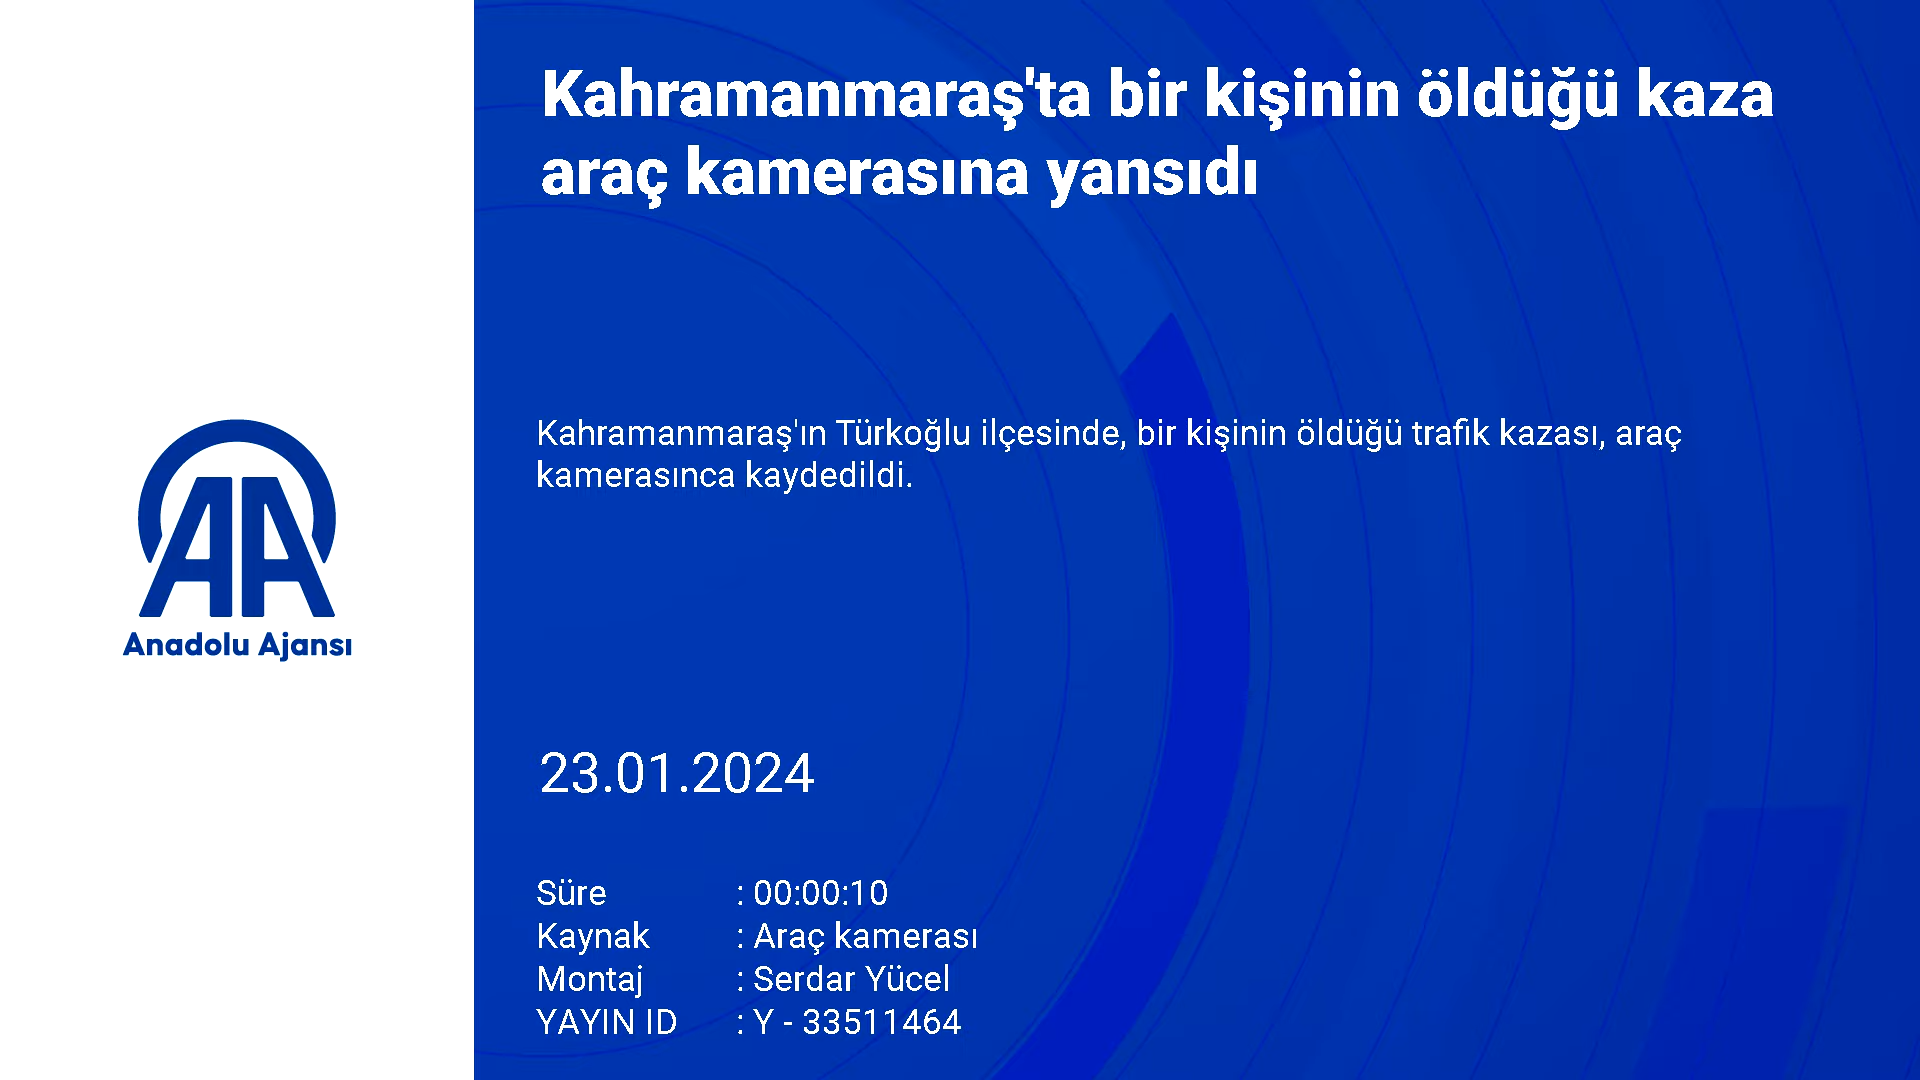 Kahramanmaraş'ta bir kişinin öldüğü kaza
araç kamerasına yansıdı
Kahramanmaraş'ın Türkoğlu ilçesinde, bir kişinin öldüğü trafik kazası, araç
kamerasınca kaydedildi.
AA
Anadolu Ajansı
23.01.2024
Süre : 00:00:10
Kaynak : Araç kamerası
Montaj : Serdar Yücel
YAYIN ID : Y - 33511464